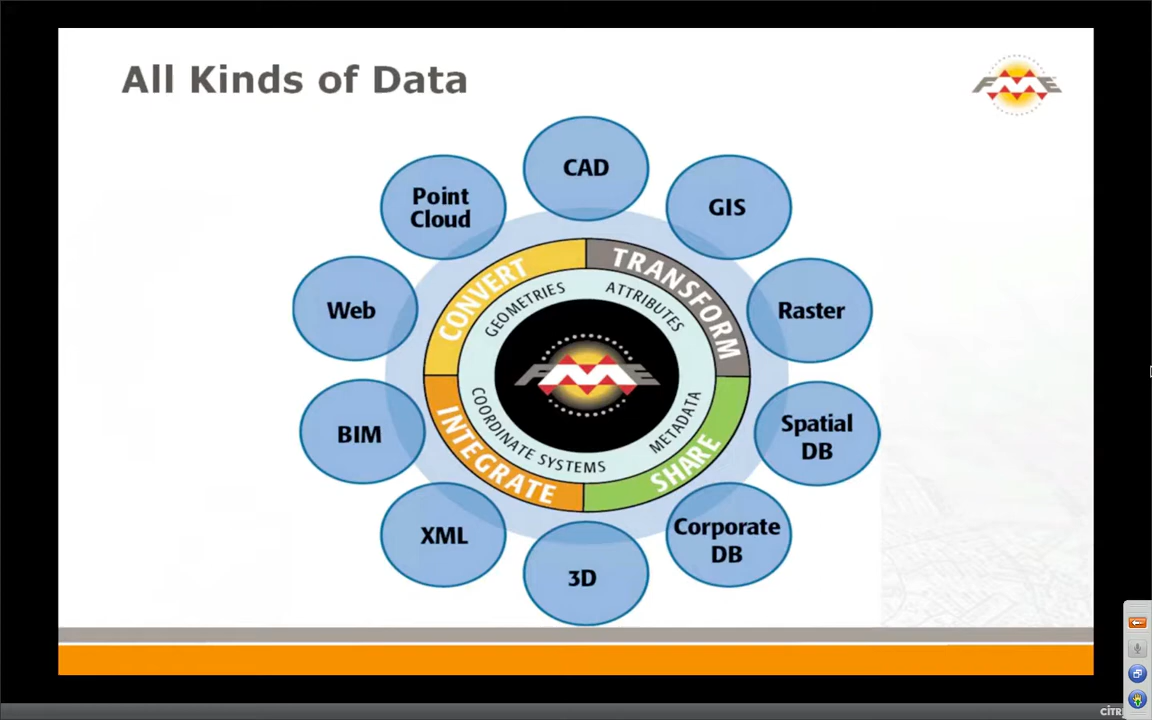 All Kinds of Data
FME
CAD
Point
Cloud
GIS
CONVERT
TRANSFORM
GEOMETRIES
ATTRIBUTES
Web
Raster
FME
COORDINATE SYSTEMS
METADATA
INTEGRATE
SHARE
BIM
Spatial
DB
XML
Corporate
DB
3D